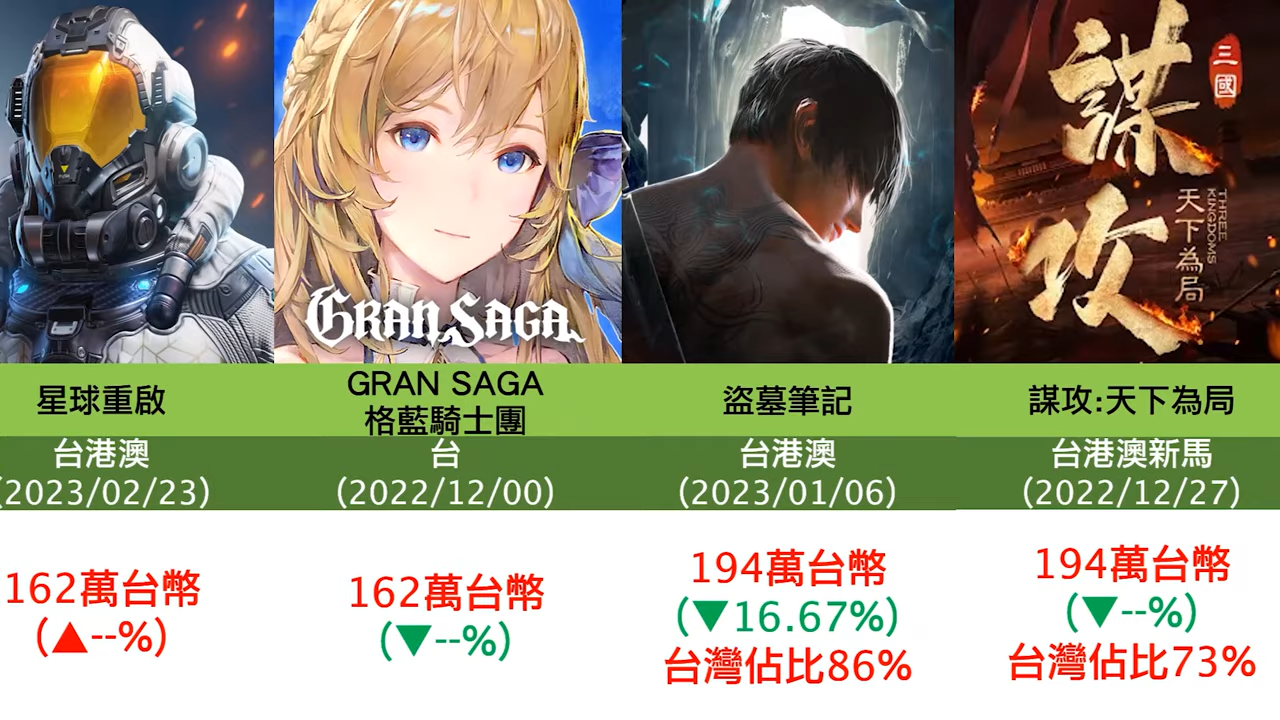 GRAN SAGA
三國
謀攻
天下為局
THREE
KINGDOMS
星球重啟
台港澳
(2023/02/23)
162萬台幣
(▲--%)
GRAN SAGA
格藍騎士團
台
(2022/12/00)
162萬台幣
(▼--%)
盜墓筆記
台港澳
(2023/01/06)
194萬台幣
(▼16.67%)
台灣佔比86%
謀攻:天下為局
台港澳新馬
(2022/12/27)
194萬台幣
(▼--%)
台灣佔比73%